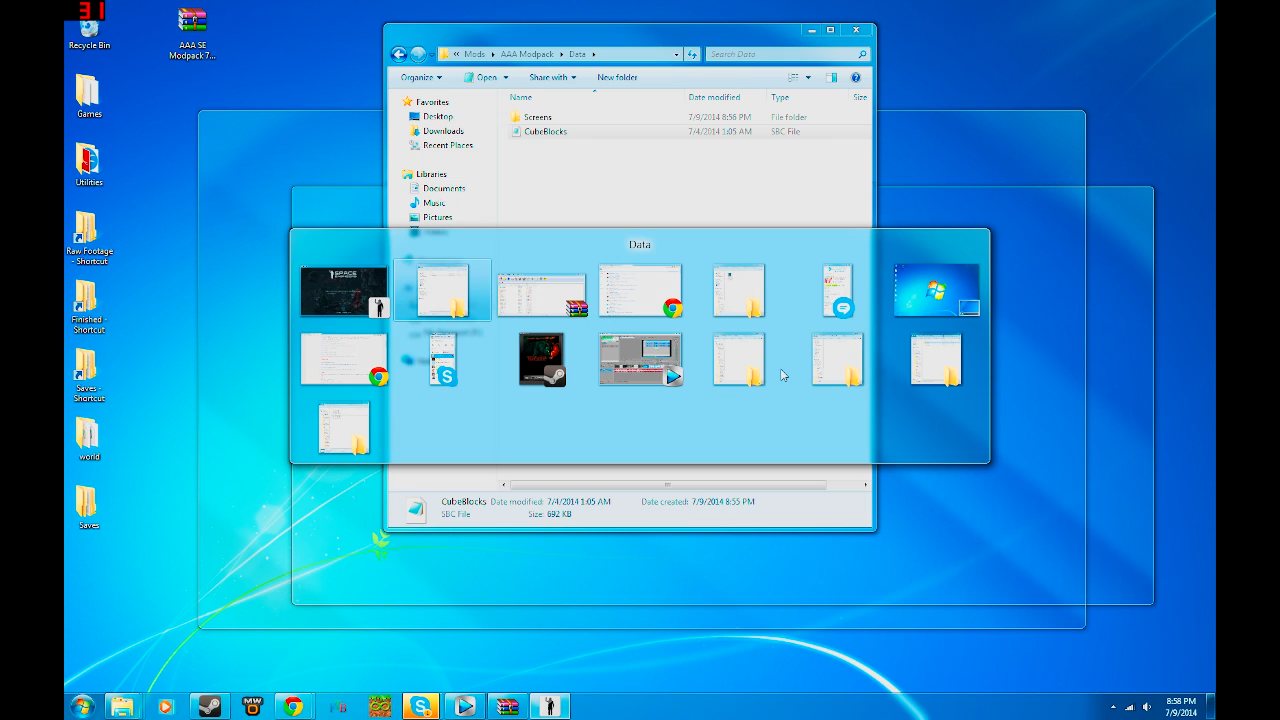 31
Recycle Bin
AAA SE
Modpack 7...
Games
Utilities
Raw Footage
- Shortcut
Finished -
Shortcut
Saves -
Shortcut
world
Saves
« Mods AAA Modpack Data
Search Data
Organize Open Share with New folder
Name Date modified Type Size
Screens 7/9/2014 8:56 PM File folder
CubeBlocks 7/4/2014 1:05 AM SBC File
Favorites
Desktop
Downloads
Recent Places
Libraries
Documents
Music
Pictures
Data
SPACE
CubeBlocks Date modified: 7/4/2014 1:05 AM Date created: 7/9/2014 8:55 PM
SBC File Size: 692 KB
MWO
8:58 PM
7/9/2014